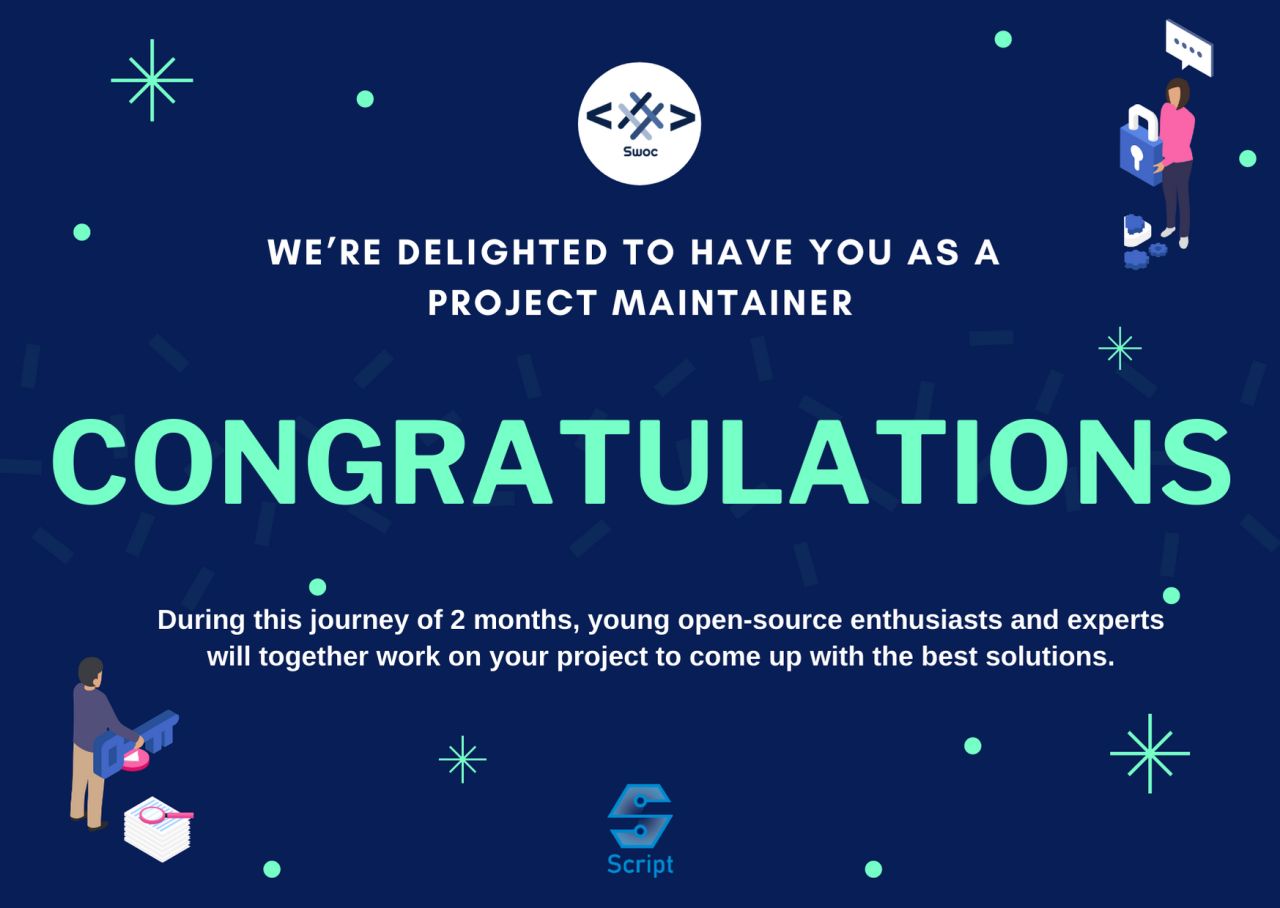 < >
Swoc
WE’RE DELIGHTED TO HAVE YOU AS A
PROJECT MAINTAINER
CONGRATULATIONS
During this journey of 2 months, young open-source enthusiasts and experts
will together work on your project to come up with the best solutions.
Script